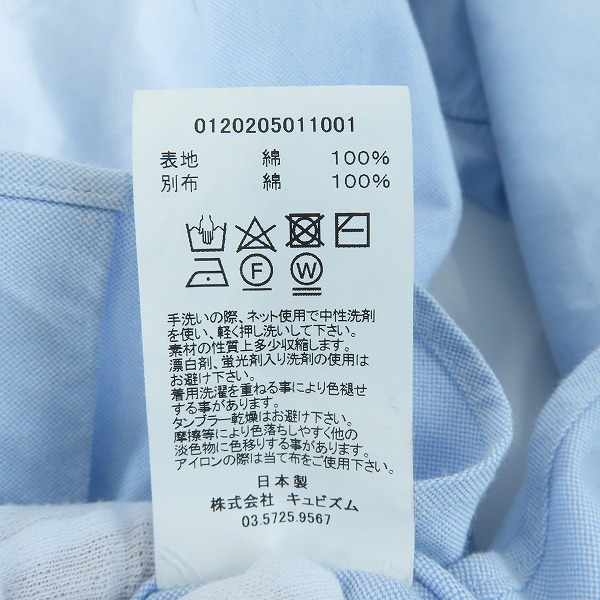 0120205011001
表地 綿 100%
別布 綿 100%
F W
手洗いの際、ネット使用で中性洗剤
を使い、軽く押し洗いして下さい。
素材の性質上多少収縮します。
漂白剤、蛍光剤入り洗剤の使用は
お避け下さい。
着用洗濯を重ねる事により色褪せ
する事があります。
タンブラー乾燥はお避け下さい。
摩擦等により色落ちしやすく他の
淡色物に色移りする事があります。
アイロンの際は当て布をご使用下さい。
日本製
株式会社 キュビズム
03.5725.9567